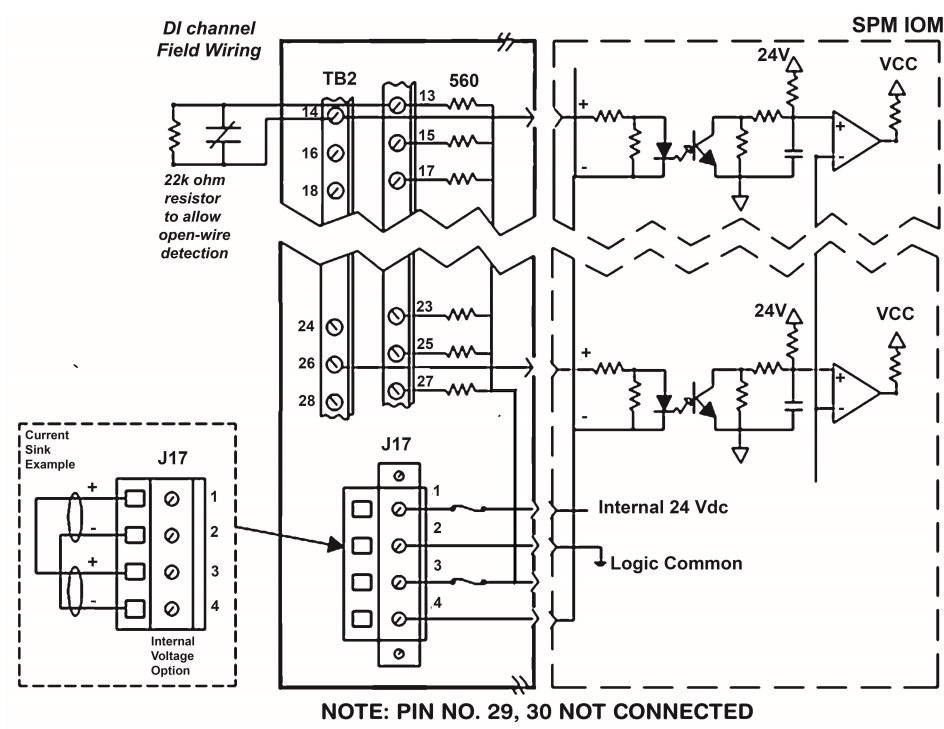 DI channel
Field Wiring
SPM IOM
TB2
560
24V
VCC
13
14
15
16
17
18
+
-
+
-
22k ohm
resistor
to allow
open-wire
detection
23
24
25
26
27
28
24V
VCC
+
-
+
-
Current
Sink
Example
J17
+
-
+
-
1
2
3
4
Internal
Voltage
Option
J17
1
2
3
4
Internal 24 Vdc
Logic Common
NOTE: PIN NO. 29, 30 NOT CONNECTED